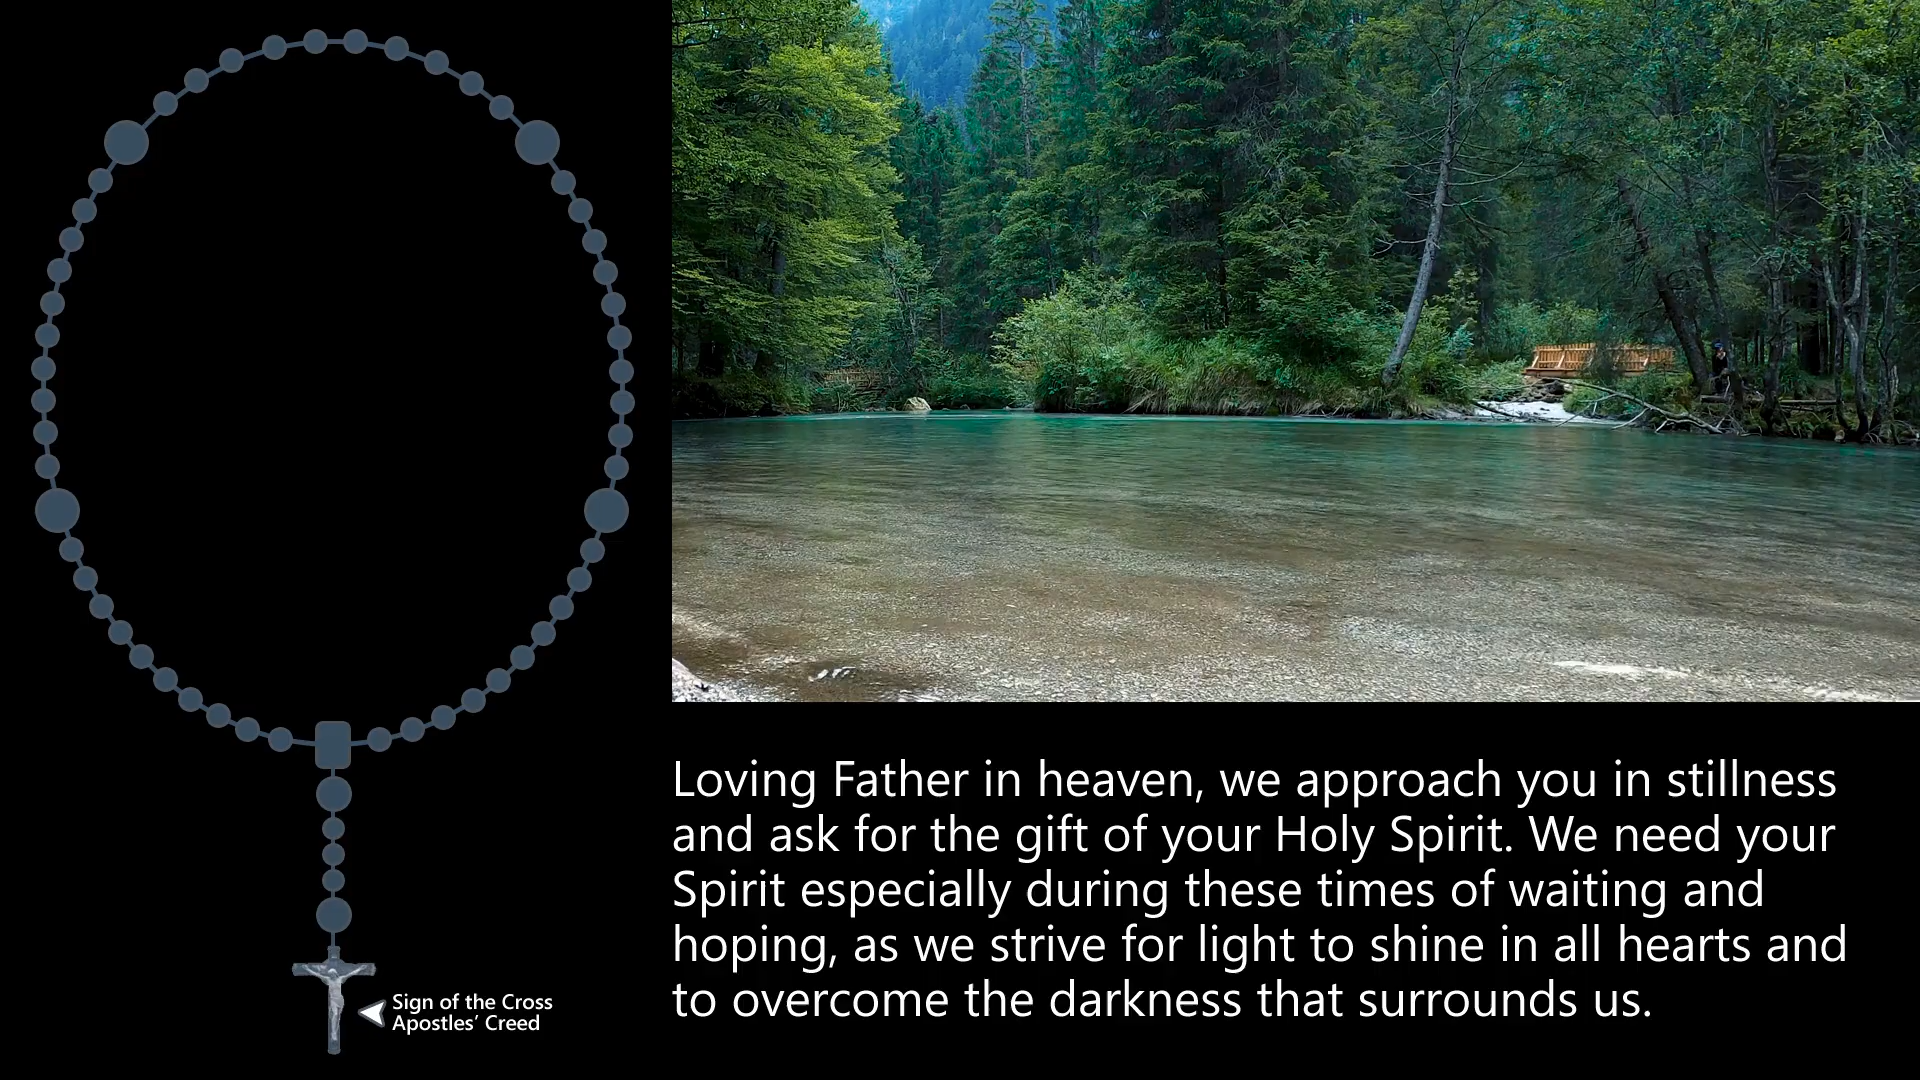 Loving Father in heaven, we approach you in stillness
and ask for the gift of your Holy Spirit. We need your
Spirit especially during these times of waiting and
hoping, as we strive for light to shine in all hearts and
to overcome the darkness that surrounds us.
Sign of the Cross
Apostles’ Creed